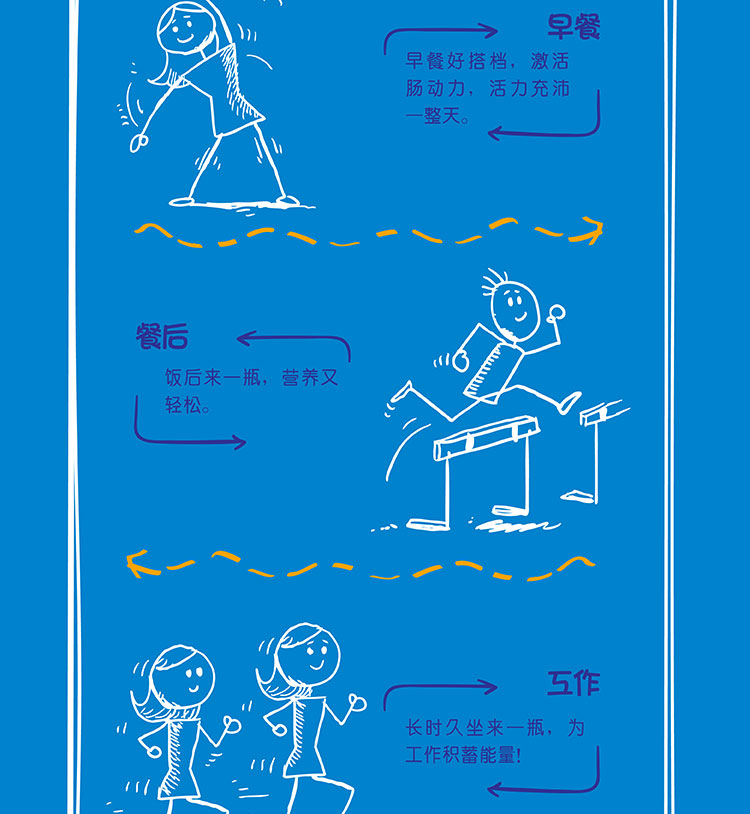 早餐
早餐好搭档，激活
肠动力，活力充沛
一整天。
餐后
饭后来一瓶，营养又
轻松。
工作
长时久坐来一瓶，为
工作积蓄能量!